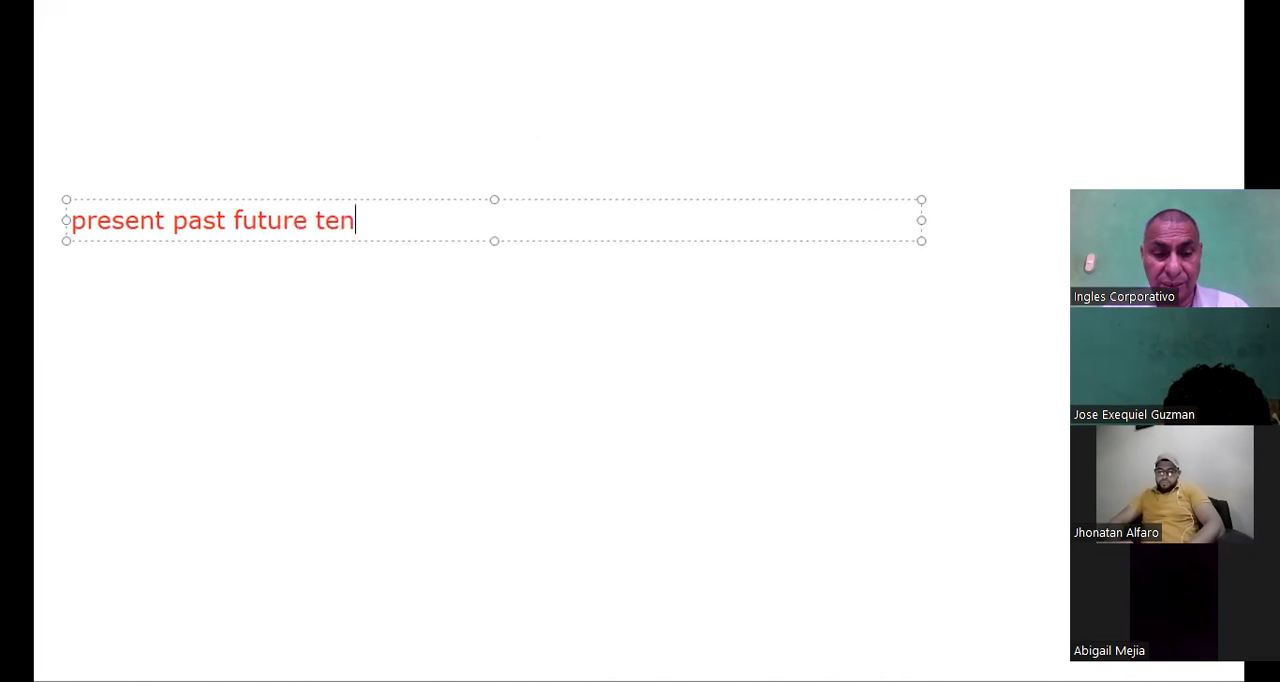 present past future ten
Ingles Corporativo
Jose Exequiel Guzman
Jhonatan Alfaro
Abigail Mejia